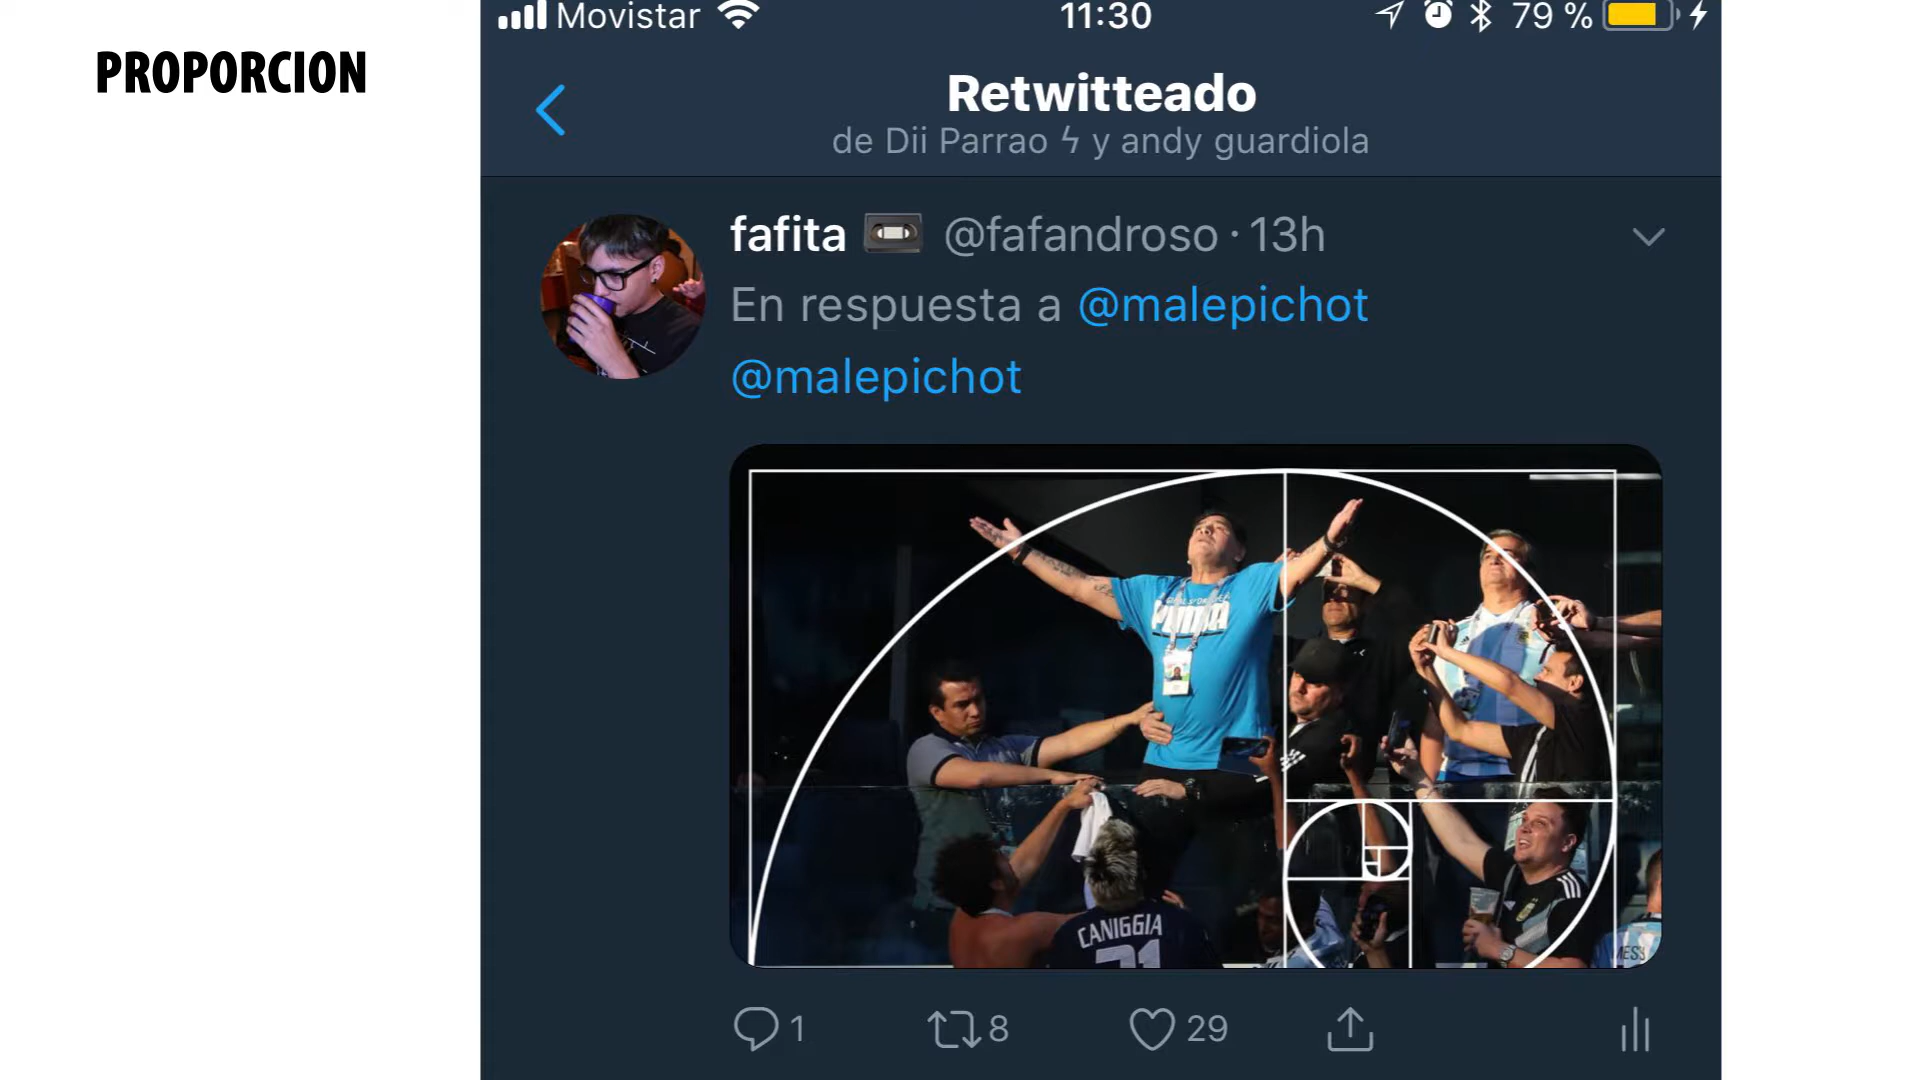 PROPORCION
Movistar
11:30
79 %
Retwitteado
de Dii Parrao ϟ y andy guardiola
fafita @fafandroso · 13h
En respuesta a @malepichot
@malepichot
PUMA
CANIGGIA
MESSI
1
8
29